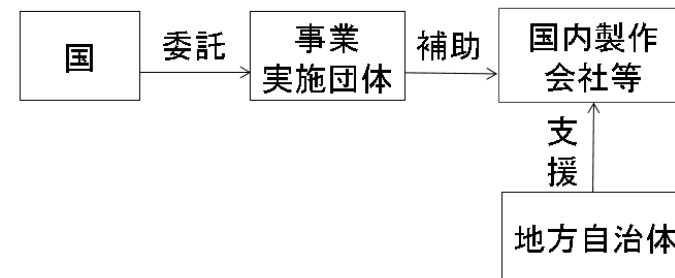 国
委託
事業
実施団体
補助
国内製作
会社等
支
援
地方自治体